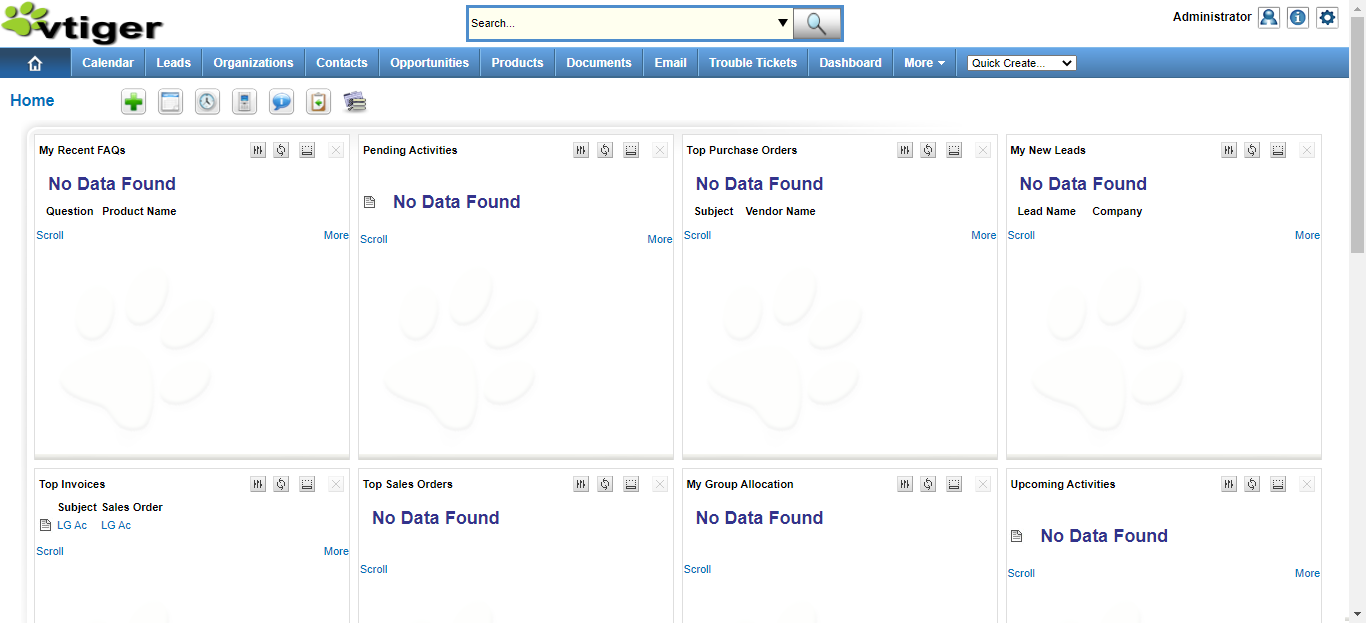 vtiger
Search...
Administrator
Calendar Leads Organizations Contacts Opportunities Products Documents Email Trouble Tickets Dashboard More Quick Create...
Home
My Recent FAQs
No Data Found
Question Product Name
Scroll More
Pending Activities
No Data Found
Scroll More
Top Purchase Orders
No Data Found
Subject Vendor Name
Scroll More
My New Leads
No Data Found
Lead Name Company
Scroll More
Top Invoices
Subject Sales Order
LG Ac LG Ac
Scroll More
Top Sales Orders
No Data Found
Scroll
My Group Allocation
No Data Found
Scroll
Upcoming Activities
No Data Found
Scroll More